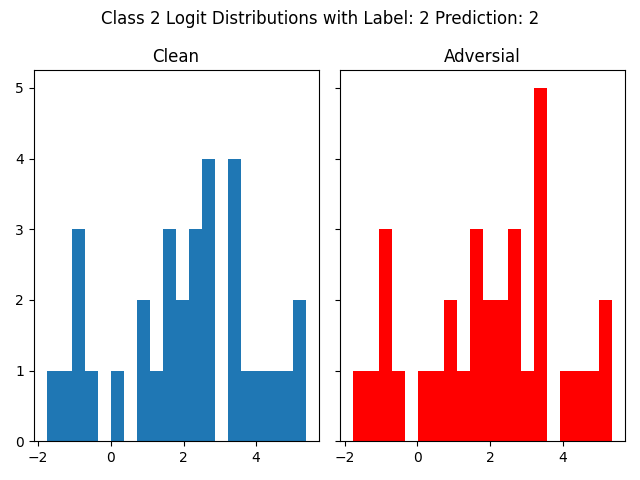 Class 2 Logit Distributions with Label: 2 Prediction: 2
Clean
Adversial
5
4
3
2
1
0
−2 0 2 4
−2 0 2 4